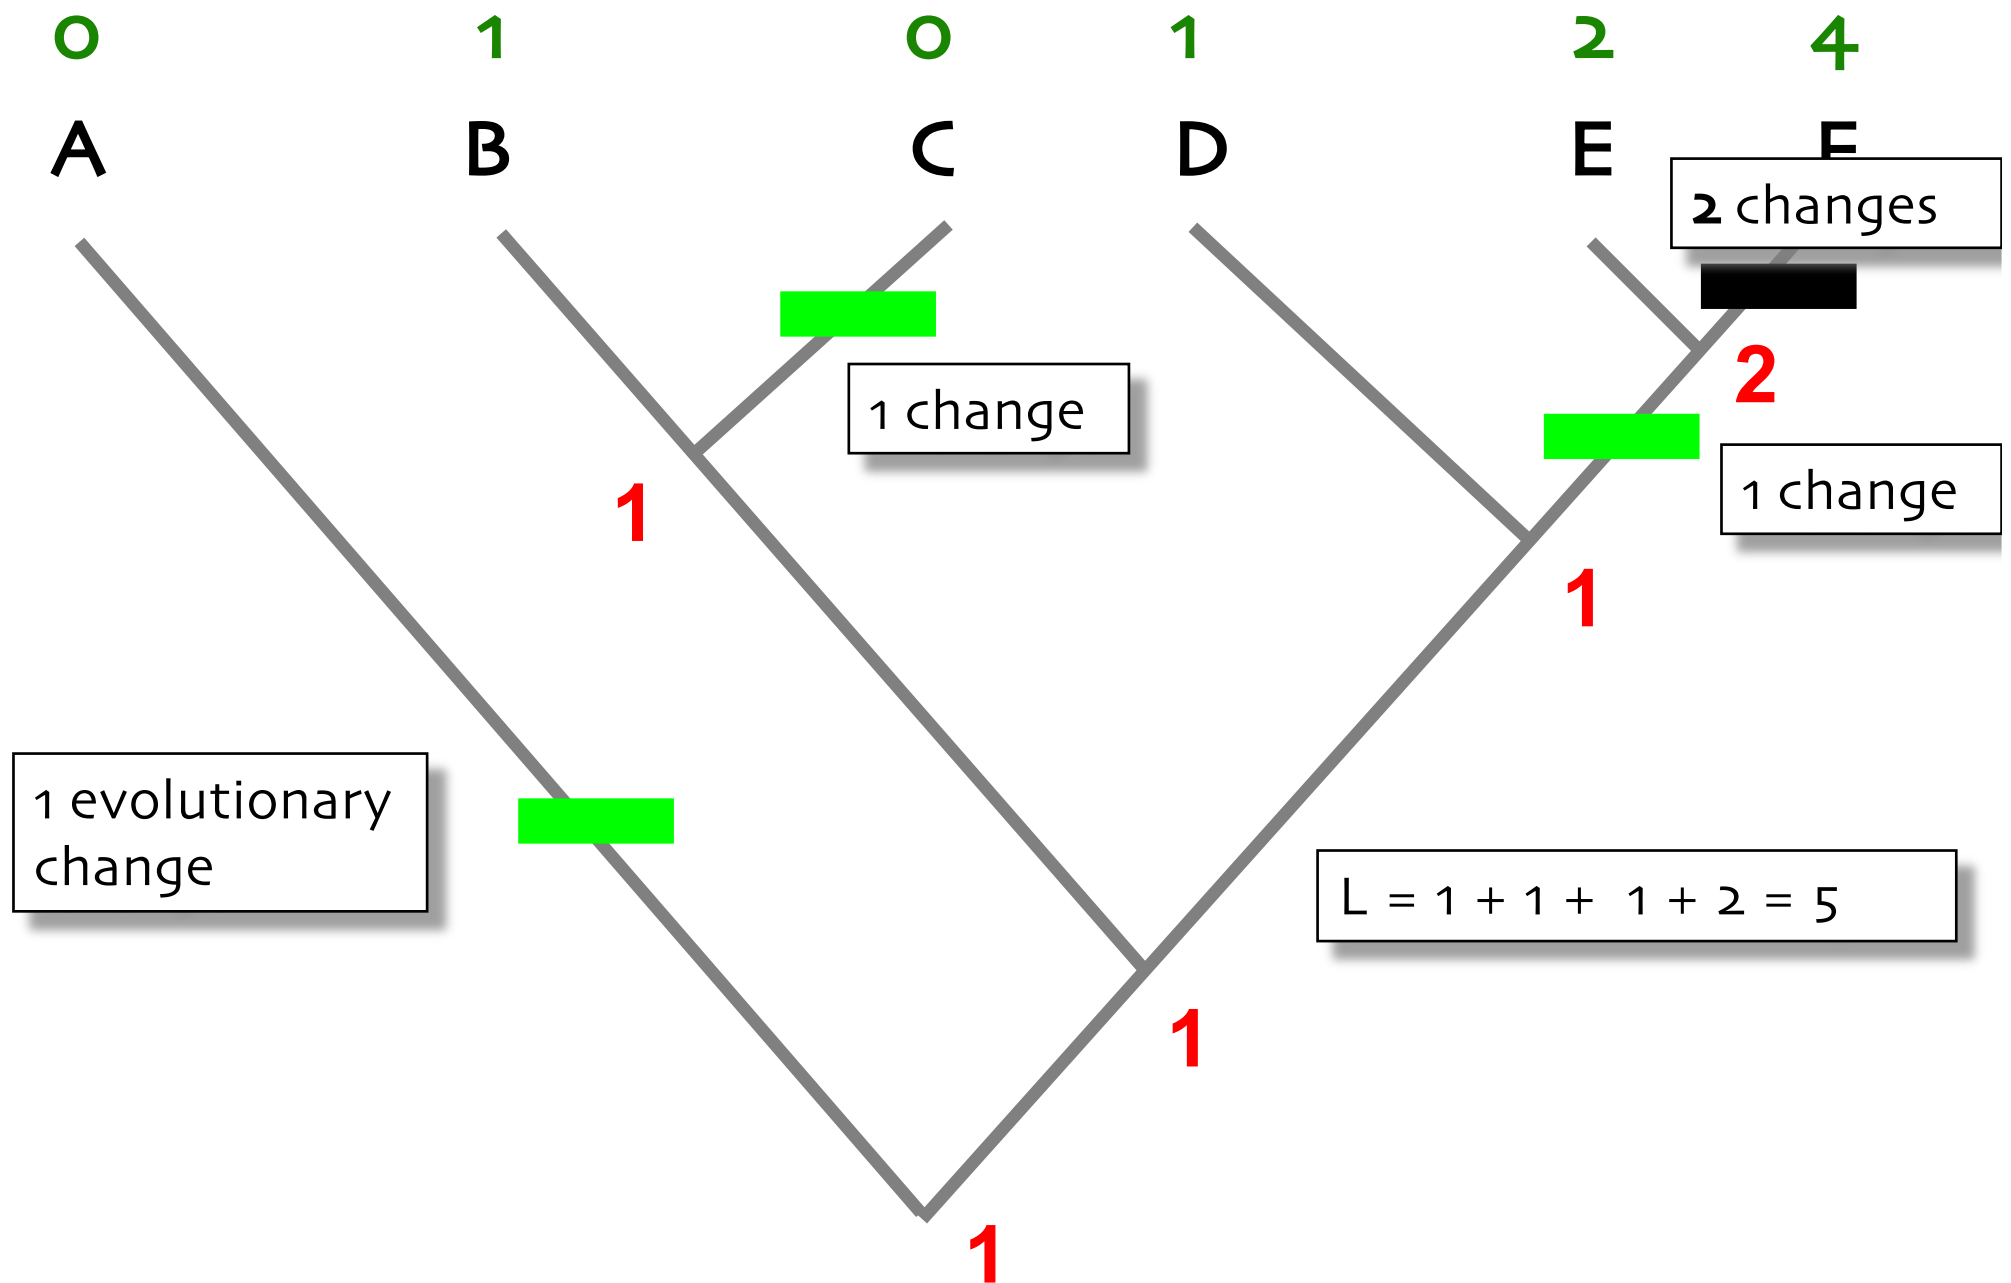 0 1 0 1 2 4
A B C D E F
2 changes
1 change
2
1 change
1
1
1 evolutionary
change
L = 1 + 1 + 1 + 2 = 5
1
1